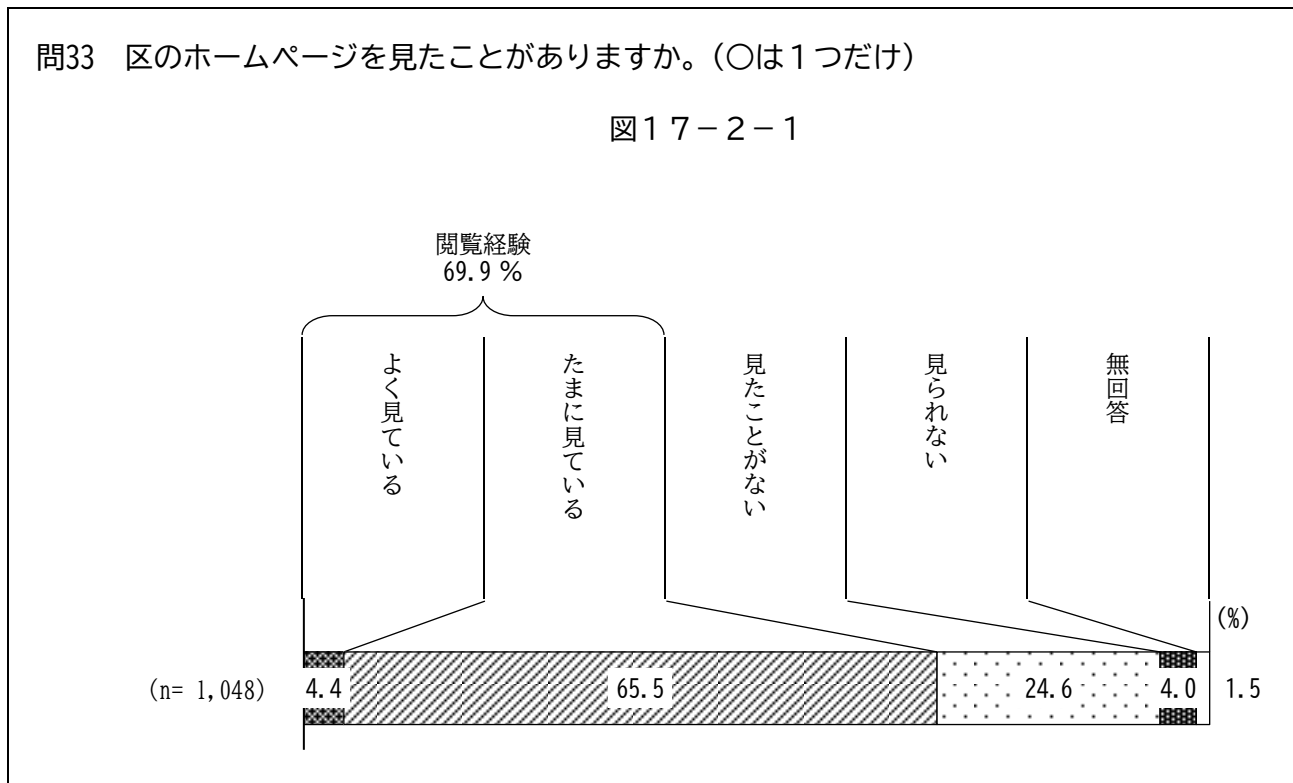 問33　区のホームページを見たことがありますか。（○は１つだけ）
図１７－２－１
閲覧経験
69.9 %
よく見ている
たまに見ている
見たことがない
見られない
無回答
(%)
(n= 1,048)
4.4
65.5
24.6
4.0
1.5